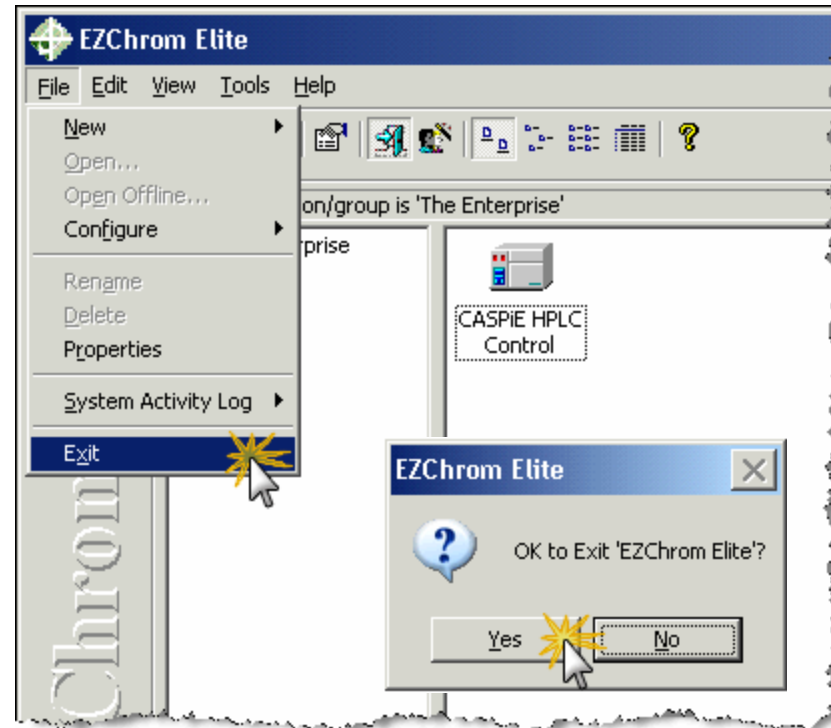 EZChrom Elite
File Edit View Tools Help
New
Open...
Open Offline...
on/group is 'The Enterprise'
Configure
rprise
Rename
Delete
CASPiE HPLC
Control
Properties
System Activity Log
Exit
EZChrom Elite
OK to Exit 'EZChrom Elite'?
Yes No
Chrom